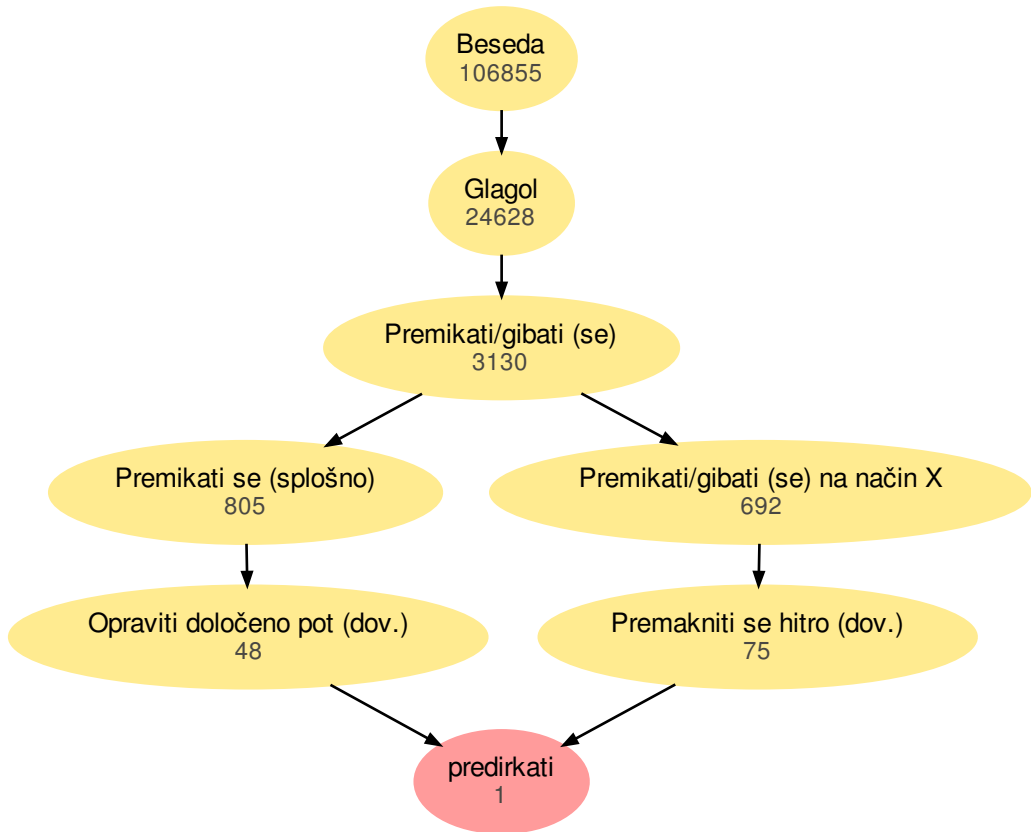 Beseda
106855
Glagol
24628
Premikati/gibati (se)
3130
Premikati se (splošno)
805
Premikati/gibati (se) na način X
692
Opraviti določeno pot (dov.)
48
Premakniti se hitro (dov.)
75
predirkati
1